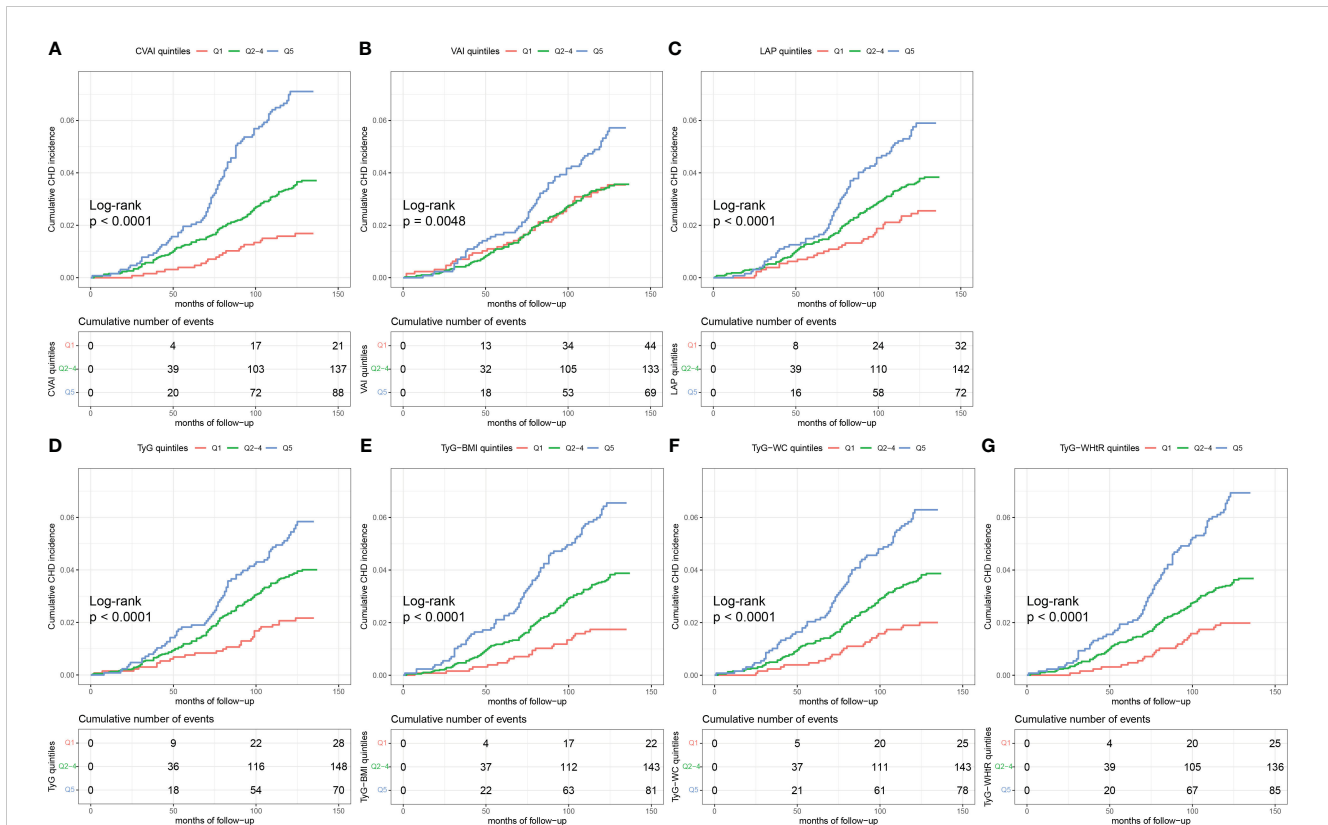 A
CVAI quintiles Q1 Q2-4 Q5
Cumulative CHD incidence
0.06
0.04
0.02
0.00
Log-rank
p < 0.0001
0 50 100 150
months of follow-up
Cumulative number of events
CVAI quintiles
Q1 0 4 17 21
Q2-4 0 39 103 137
Q5 0 20 72 88
0 50 100 150
months of follow-up
B
VAI quintiles Q1 Q2-4 Q5
Cumulative CHD incidence
0.06
0.04
0.02
0.00
Log-rank
p = 0.0048
0 50 100 150
months of follow-up
Cumulative number of events
VAI quintiles
Q1 0 13 34 44
Q2-4 0 32 105 133
Q5 0 18 53 69
0 50 100 150
months of follow-up
C
LAP quintiles Q1 Q2-4 Q5
Cumulative CHD incidence
0.06
0.04
0.02
0.00
Log-rank
p < 0.0001
0 50 100 150
months of follow-up
Cumulative number of events
LAP quintiles
Q1 0 8 24 32
Q2-4 0 39 110 142
Q5 0 16 58 72
0 50 100 150
months of follow-up
D
TyG quintiles Q1 Q2-4 Q5
Cumulative CHD incidence
0.06
0.04
0.02
0.00
Log-rank
p < 0.0001
0 50 100 150
months of follow-up
Cumulative number of events
TyG quintiles
Q1 0 9 22 28
Q2-4 0 36 116 148
Q5 0 18 54 70
0 50 100 150
months of follow-up
E
TyG-BMI quintiles Q1 Q2-4 Q5
Cumulative CHD incidence
0.06
0.04
0.02
0.00
Log-rank
p < 0.0001
0 50 100 150
months of follow-up
Cumulative number of events
TyG-BMI quintiles
Q1 0 4 17 22
Q2-4 0 37 112 143
Q5 0 22 63 81
0 50 100 150
months of follow-up
F
TyG-WC quintiles Q1 Q2-4 Q5
Cumulative CHD incidence
0.06
0.04
0.02
0.00
Log-rank
p < 0.0001
0 50 100 150
months of follow-up
Cumulative number of events
TyG-WC quintiles
Q1 0 5 20 25
Q2-4 0 37 111 143
Q5 0 21 61 78
0 50 100 150
months of follow-up
G
TyG-WHtR quintiles Q1 Q2-4 Q5
Cumulative CHD incidence
0.06
0.04
0.02
0.00
Log-rank
p < 0.0001
0 50 100 150
months of follow-up
Cumulative number of events
TyG-WHtR quintiles
Q1 0 4 20 25
Q2-4 0 39 105 136
Q5 0 20 67 85
0 50 100 150
months of follow-up